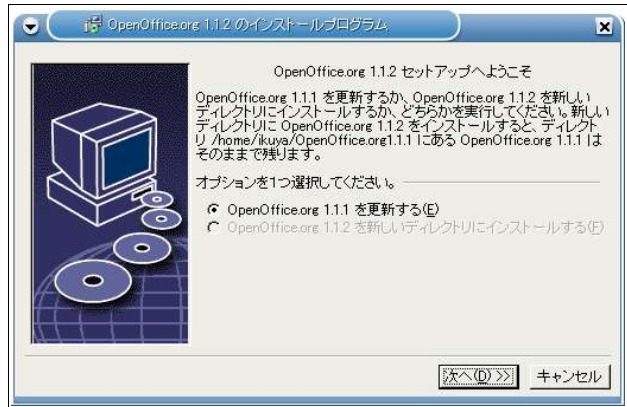 OpenOffice.org 1.1.2 のインストールプログラム
OpenOffice.org 1.1.2 セットアップへようこそ
OpenOffice.org 1.1.1 を更新するか、OpenOffice.org 1.1.2 を新しい
ディレクトリにインストールするか、どちらかを実行してください。新しい
ディレクトリに OpenOffice.org 1.1.2 をインストールすると、ディレクト
リ /home/ikuya/OpenOffice.org1.1.1 にある OpenOffice.org 1.1.1 は
そのままで残ります。
オプションを1つ選択してください。
OpenOffice.org 1.1.1 を更新する(E)
OpenOffice.org 1.1.2 を新しいディレクトリにインストールする(F)
次へ(D) >>
キャンセル